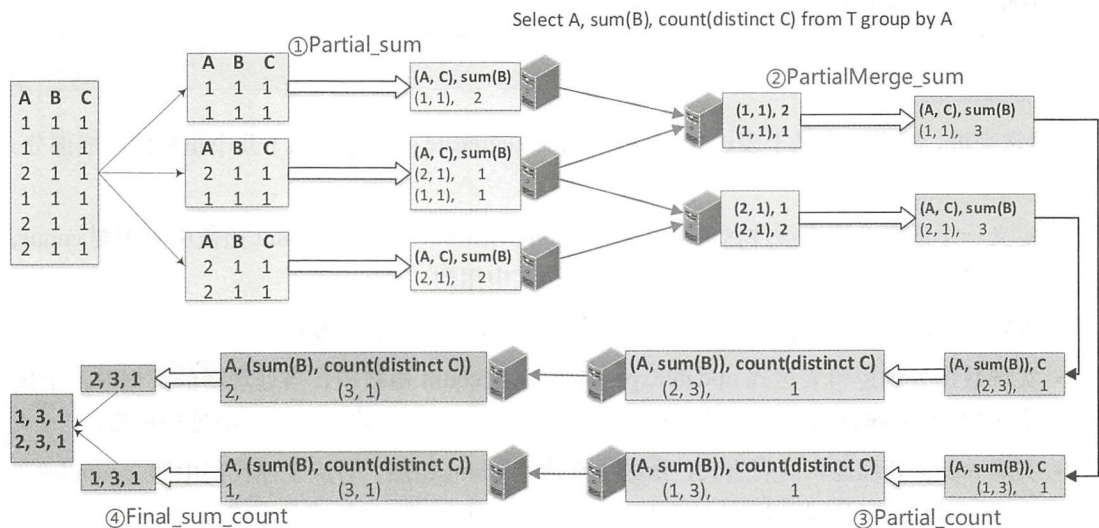 Select A, sum(B), count(distinct C) from T group by A
①Partial_sum
A B C
1 1 1
1 1 1
2 1 1
1 1 1
2 1 1
2 1 1
A B C
1 1 1
1 1 1
(A, C), sum(B)
(1, 1), 2
A B C
2 1 1
1 1 1
(A, C), sum(B)
(2, 1), 1
(1, 1), 1
A B C
2 1 1
2 1 1
(A, C), sum(B)
(2, 1), 2
②PartialMerge_sum
(1, 1), 2
(1, 1), 1
(A, C), sum(B)
(1, 1), 3
(2, 1), 1
(2, 1), 2
(A, C), sum(B)
(2, 1), 3
(A, sum(B)), C
(2, 3), 1
(A, sum(B)), count(distinct C)
(2, 3), 1
A, (sum(B), count(distinct C))
2, (3, 1)
2, 3, 1
(A, sum(B)), C
(1, 3), 1
(A, sum(B)), count(distinct C)
(1, 3), 1
A, (sum(B), count(distinct C))
1, (3, 1)
1, 3, 1
1, 3, 1
2, 3, 1
③Partial_count
④Final_sum_count